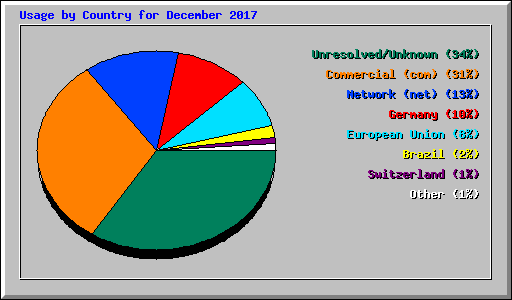 Usage by Country for December 2017
Unresolved/Unknown (34%)
Commercial (com) (31%)
Network (net) (13%)
Germany (10%)
European Union (8%)
Brazil (2%)
Switzerland (1%)
Other (1%)